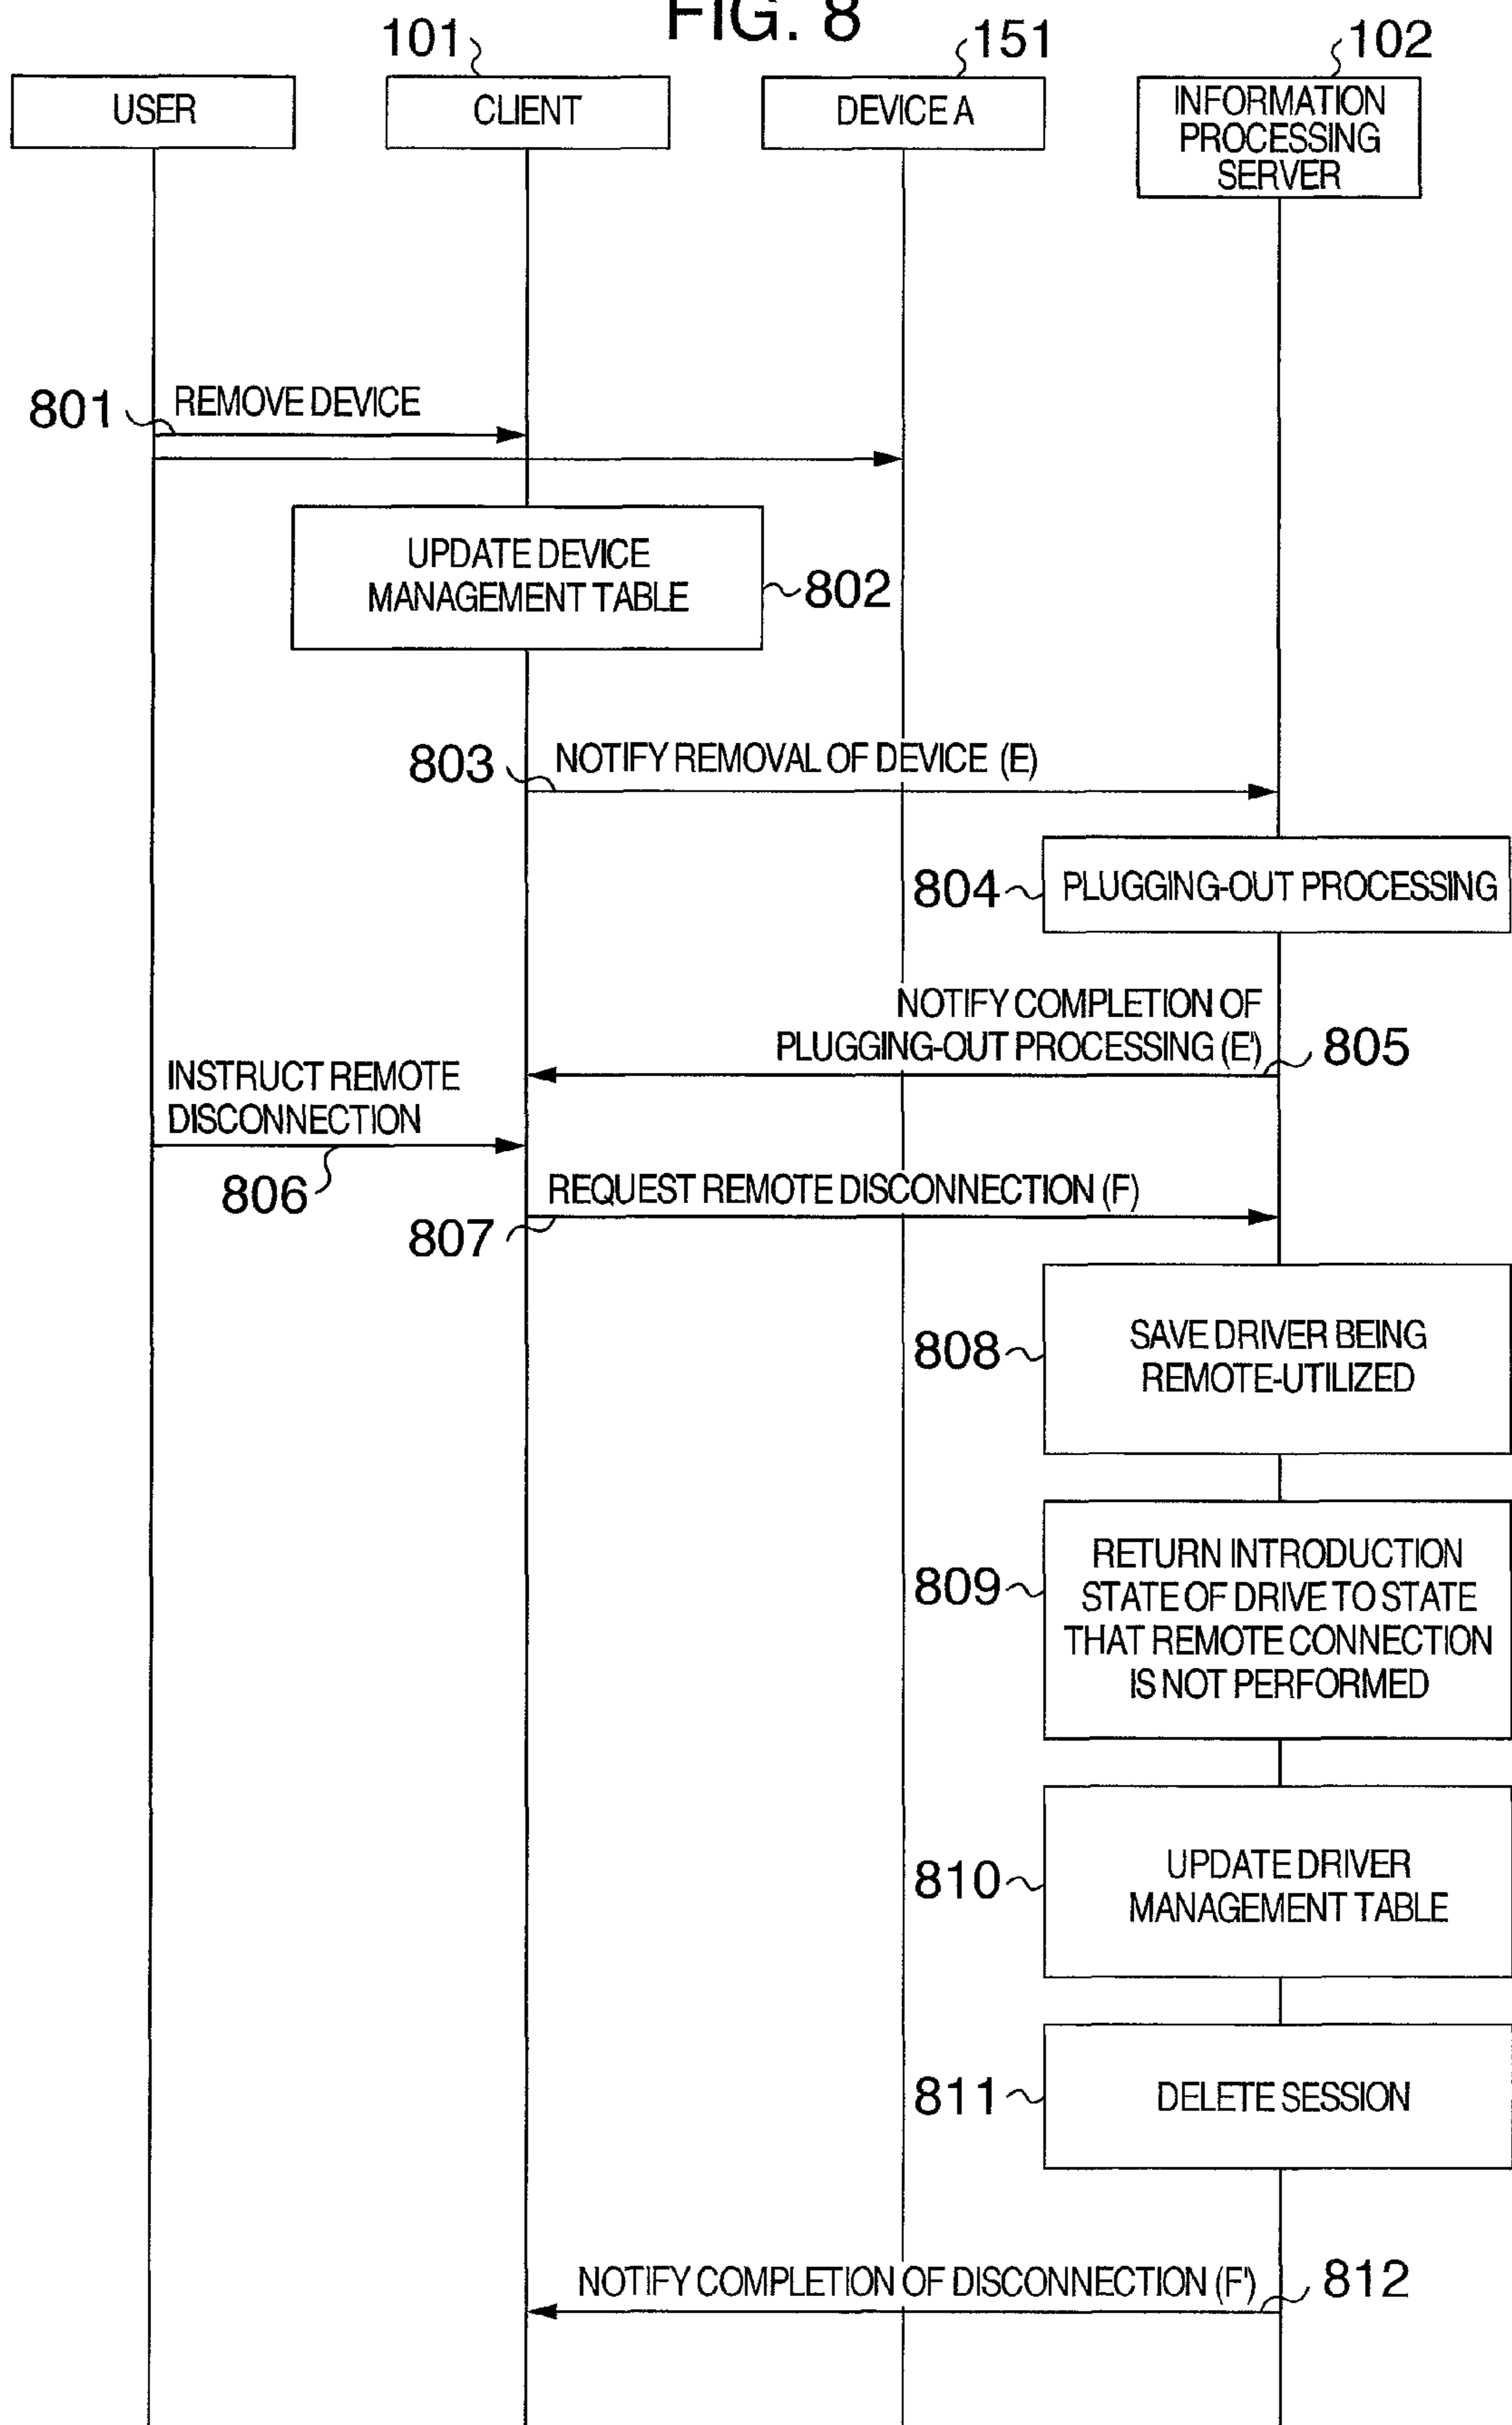 FIG. 8
101
151
102
USER
CLIENT
DEVICE A
INFORMATION
PROCESSING
SERVER
801
REMOVE DEVICE
UPDATE DEVICE
MANAGEMENT TABLE
802
803
NOTIFY REMOVAL OF DEVICE (E)
804
PLUGGING-OUT PROCESSING
NOTIFY COMPLETION OF
PLUGGING-OUT PROCESSING (E')
805
INSTRUCT REMOTE
DISCONNECTION
806
REQUEST REMOTE DISCONNECTION (F)
807
808
SAVE DRIVER BEING
REMOTE-UTILIZED
809
RETURN INTRODUCTION
STATE OF DRIVE TO STATE
THAT REMOTE CONNECTION
IS NOT PERFORMED
810
UPDATE DRIVER
MANAGEMENT TABLE
811
DELETE SESSION
NOTIFY COMPLETION OF DISCONNECTION (F')
812